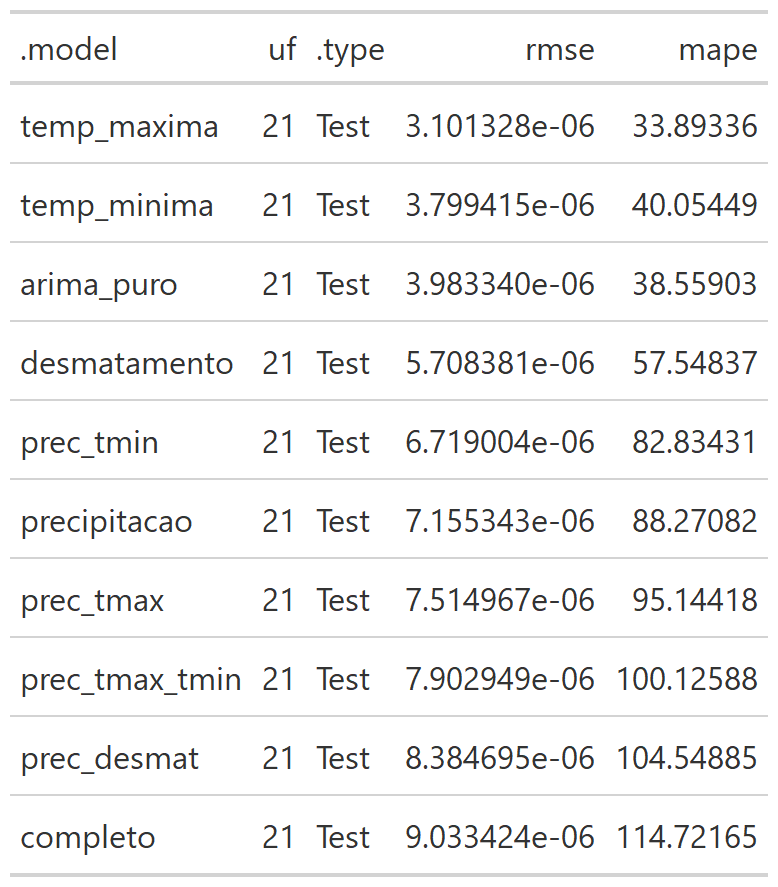 .model uf .type rmse mape
temp_maxima 21 Test 3.101328e-06 33.89336
temp_minima 21 Test 3.799415e-06 40.05449
arima_puro 21 Test 3.983340e-06 38.55903
desmatamento 21 Test 5.708381e-06 57.54837
prec_tmin 21 Test 6.719004e-06 82.83431
precipitacao 21 Test 7.155343e-06 88.27082
prec_tmax 21 Test 7.514967e-06 95.14418
prec_tmax_tmin 21 Test 7.902949e-06 100.12588
prec_desmat 21 Test 8.384695e-06 104.54885
completo 21 Test 9.033424e-06 114.72165